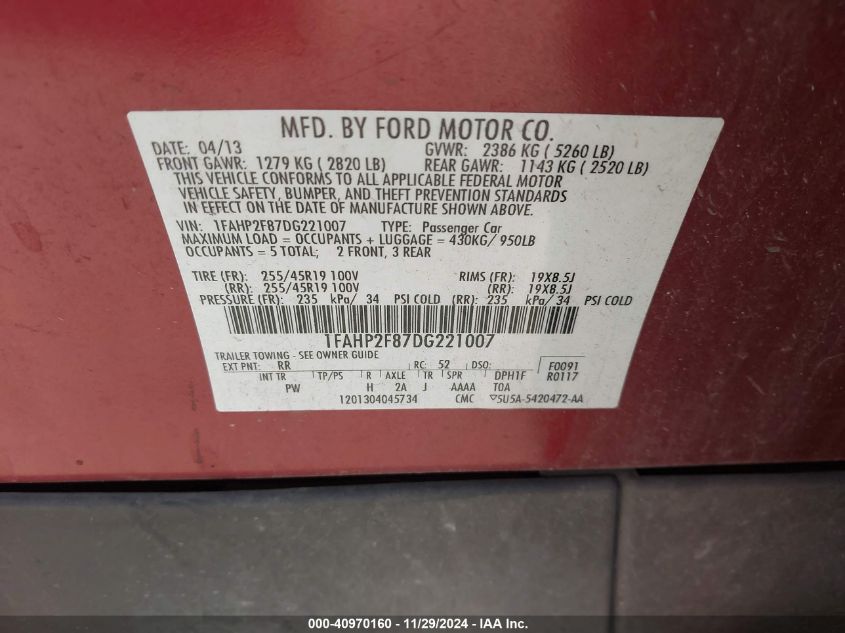 MFD. BY FORD MOTOR CO.
DATE: 04/13 GVWR: 2386 KG ( 5260 LB)
FRONT GAWR: 1279 KG ( 2820 LB) REAR GAWR: 1143 KG ( 2520 LB)
THIS VEHICLE CONFORMS TO ALL APPLICABLE FEDERAL MOTOR
VEHICLE SAFETY, BUMPER, AND THEFT PREVENTION STANDARDS
IN EFFECT ON THE DATE OF MANUFACTURE SHOWN ABOVE.
VIN: 1FAHP2F87DG221007 TYPE: Passenger Car
MAXIMUM LOAD = OCCUPANTS + LUGGAGE = 430KG/ 950LB
OCCUPANTS = 5 TOTAL; 2 FRONT, 3 REAR
TIRE (FR): 255/45R19 100V RIMS (FR): 19X8.5J
(RR): 255/45R19 100V (RR): 19X8.5J
PRESSURE (FR): 235 kPa/ 34 PSI COLD (RR): 235 kPa/ 34 PSI COLD
1FAHP2F87DG221007
TRAILER TOWING - SEE OWNER GUIDE
EXT PNT: RR RC: 52 DSO: F0091
INT TR TP/PS R AXLE TR SPR DPH1F R0117
PW H 2A J AAAA TOA
1201304045734 CMC ▽5U5A-5420472-AA
000-40970160 - 11/29/2024 - IAA Inc.